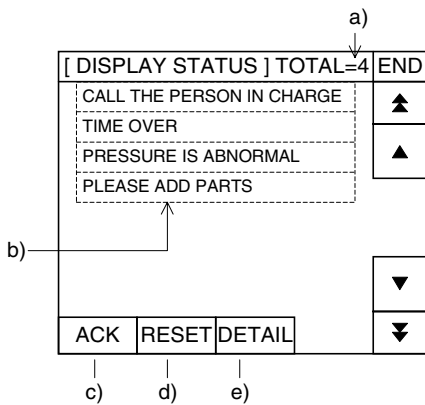 a)
[ DISPLAY STATUS ] TOTAL=4 END
CALL THE PERSON IN CHARGE
TIME OVER
PRESSURE IS ABNORMAL
PLEASE ADD PARTS
b)
ACK RESET DETAIL
c) d) e)